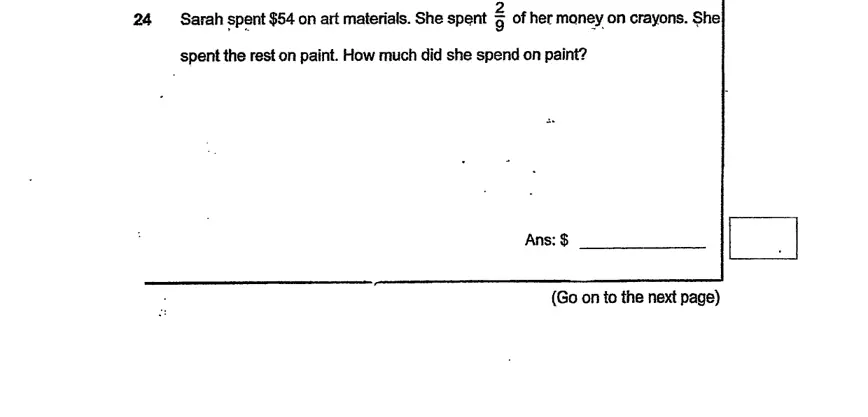 24 Sarah spent $54 on art materials. She spent 2/9 of her money on crayons. She
spent the rest on paint. How much did she spend on paint?
Ans: $ ____________
(Go on to the next page)